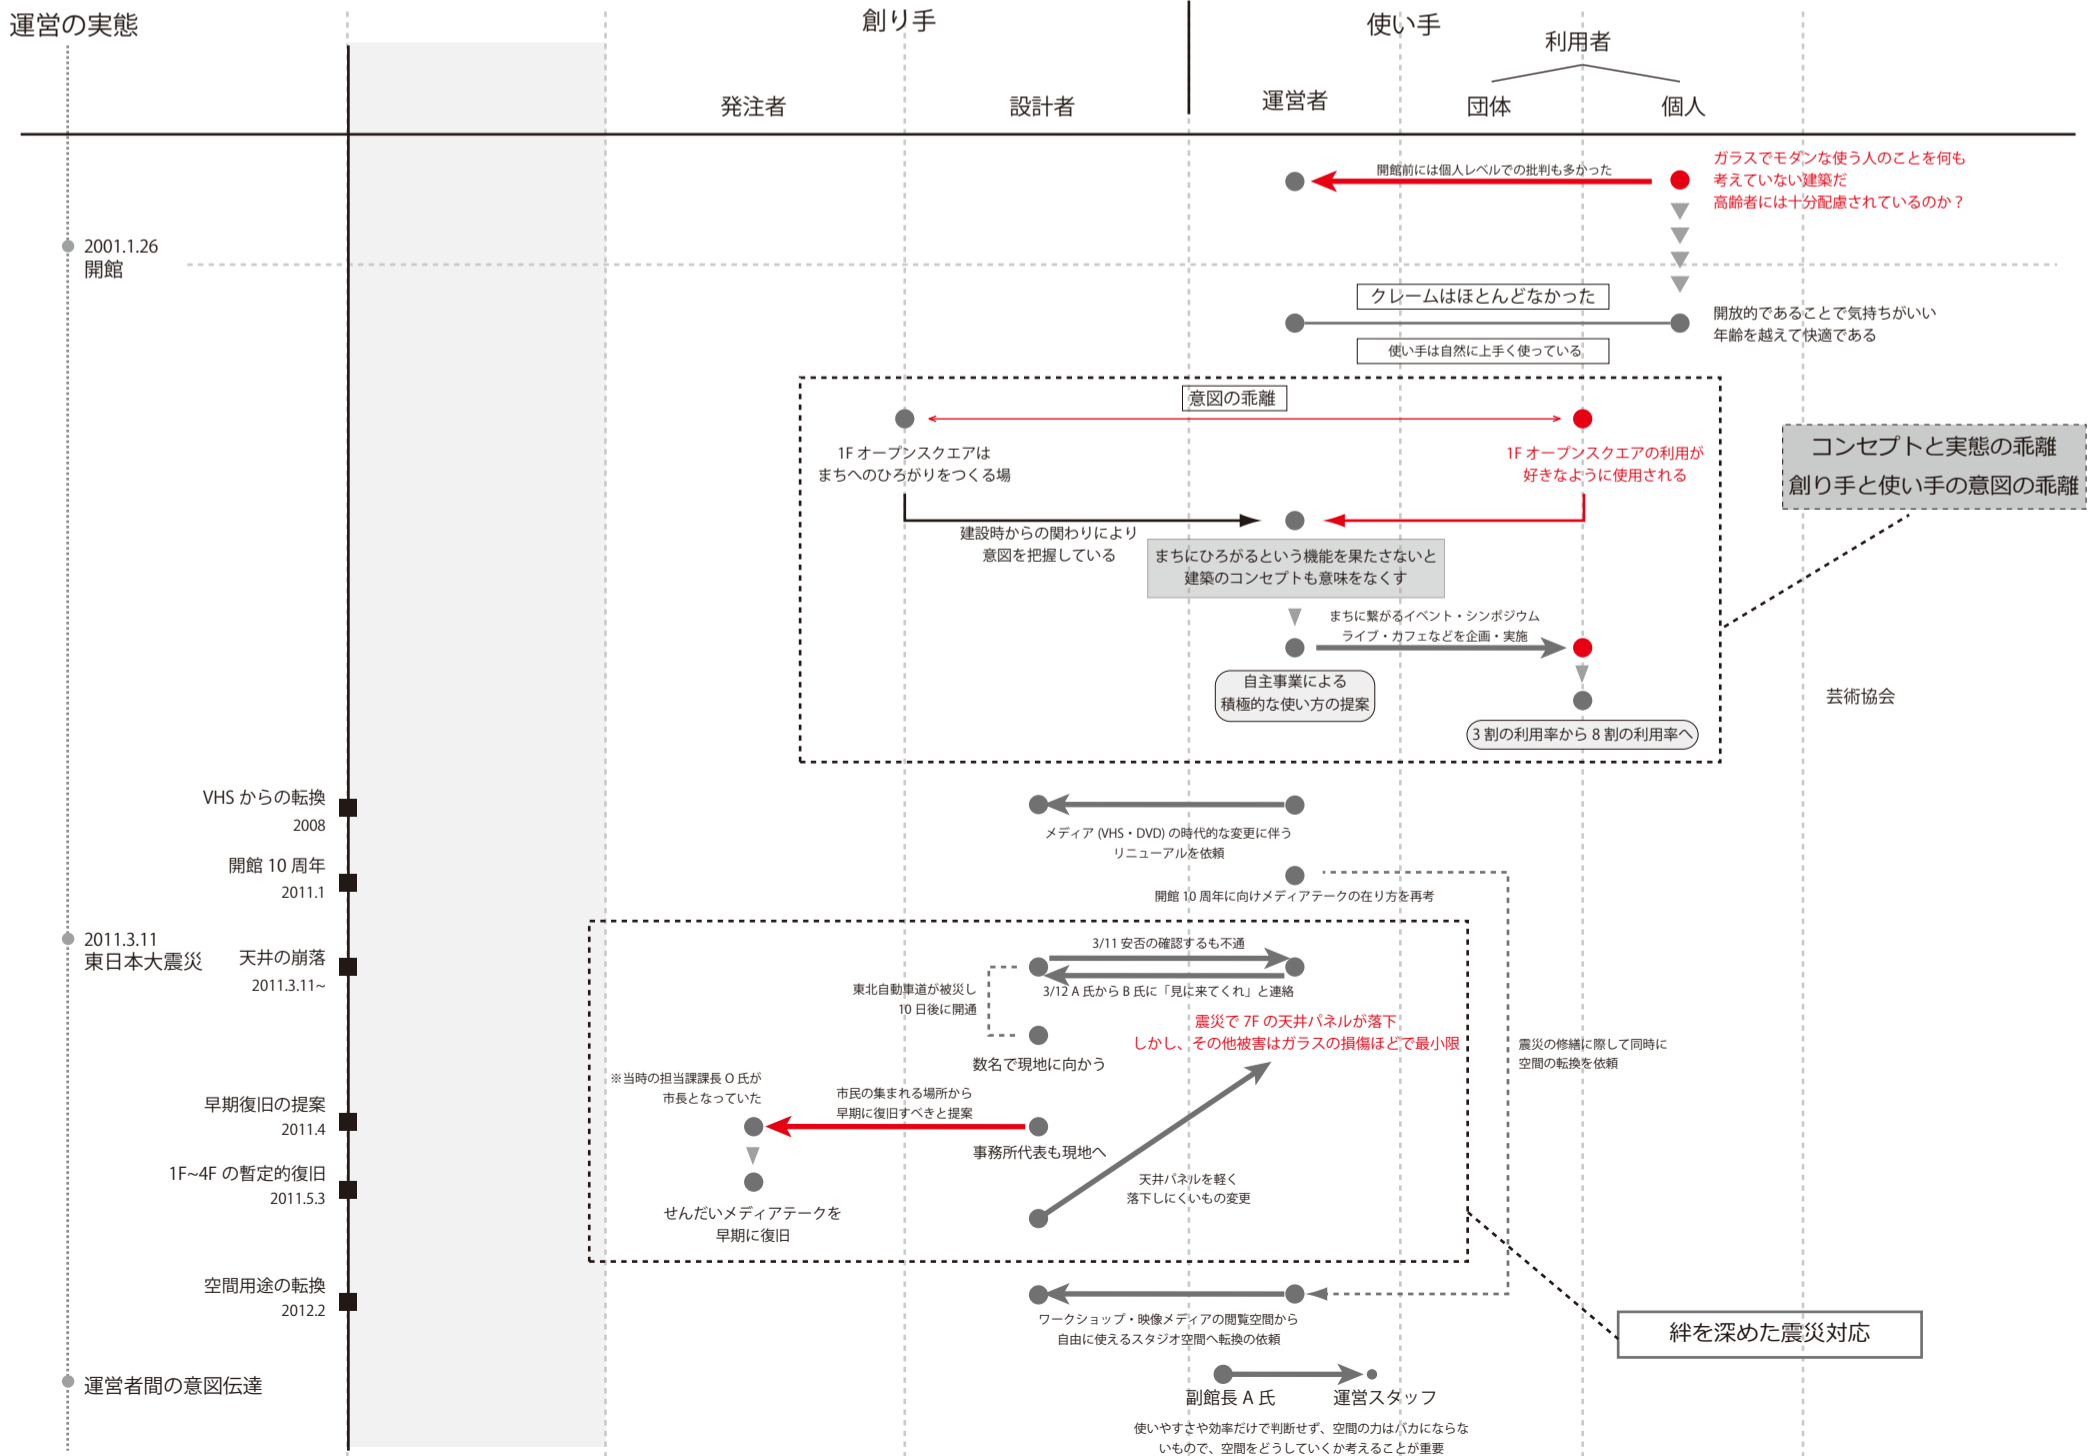 運営の実態
創り手
使い手
利用者
発注者
設計者
運営者
団体
個人
開館前には個人レベルでの批判も多かった
ガラスでモダンな使う人のことを何も
考えていない建築だ
高齢者には十分配慮されているのか？
2001.1.26
開館
クレームはほとんどなかった
開放的であることで気持ちがいい
年齢を越えて快適である
使い手は自然に上手く使っている
意図の乖離
1F オープンスクエアは
まちへのひろがりをつくる場
1F オープンスクエアの利用が
好きなように使用される
コンセプトと実態の乖離
創り手と使い手の意図の乖離
建設時からの関わりにより
意図を把握している
まちにひろがるという機能を果たさないと
建築のコンセプトも意味をなくす
まちに繋がるイベント・シンポジウム
ライブ・カフェなどを企画・実施
自主事業による
積極的な使い方の提案
芸術協会
3 割の利用率から 8 割の利用率へ
VHS からの転換
2008
メディア (VHS・DVD) の時代的な変更に伴う
リニューアルを依頼
開館 10 周年
2011.1
開館 10 周年に向けメディアテークの在り方を再考
2011.3.11
東日本大震災
天井の崩落
2011.3.11~
3/11 安否の確認するも不通
3/12 A 氏から B 氏に「見に来てくれ」と連絡
東北自動車道が被災し
10 日後に開通
震災で 7F の天井パネルが落下
しかし、その他被害はガラスの損傷ほどで最小限
数名で現地に向かう
震災の修繕に際して同時に
空間の転換を依頼
※当時の担当課課長 O 氏が
市長となっていた
市民の集まれる場所から
早期に復旧すべきと提案
早期復旧の提案
2011.4
事務所代表も現地へ
1F~4F の暫定的復旧
2011.5.3
天井パネルを軽く
落下しにくいもの変更
せんだいメディアテークを
早期に復旧
空間用途の転換
2012.2
ワークショップ・映像メディアの閲覧空間から
自由に使えるスタジオ空間へ転換の依頼
絆を深めた震災対応
運営者間の意図伝達
副館長 A 氏
運営スタッフ
使いやすさや効率だけで判断せず、空間の力はバカにならな
いもので、空間をどうしていくか考えることが重要